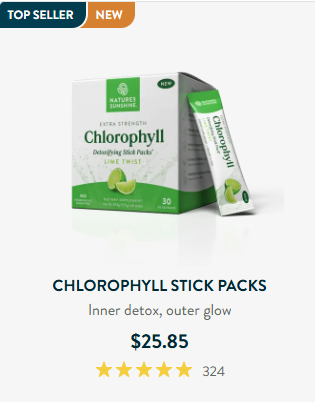 TOP SELLER NEW
NEW
NATURE'S
SUNSHINE
EXTRA STRENGTH
Chlorophyll
Detoxifying Stick Packs
LIME TWIST
30
Chlorophyll
CHLOROPHYLL STICK PACKS
Inner detox, outer glow
$25.85
324